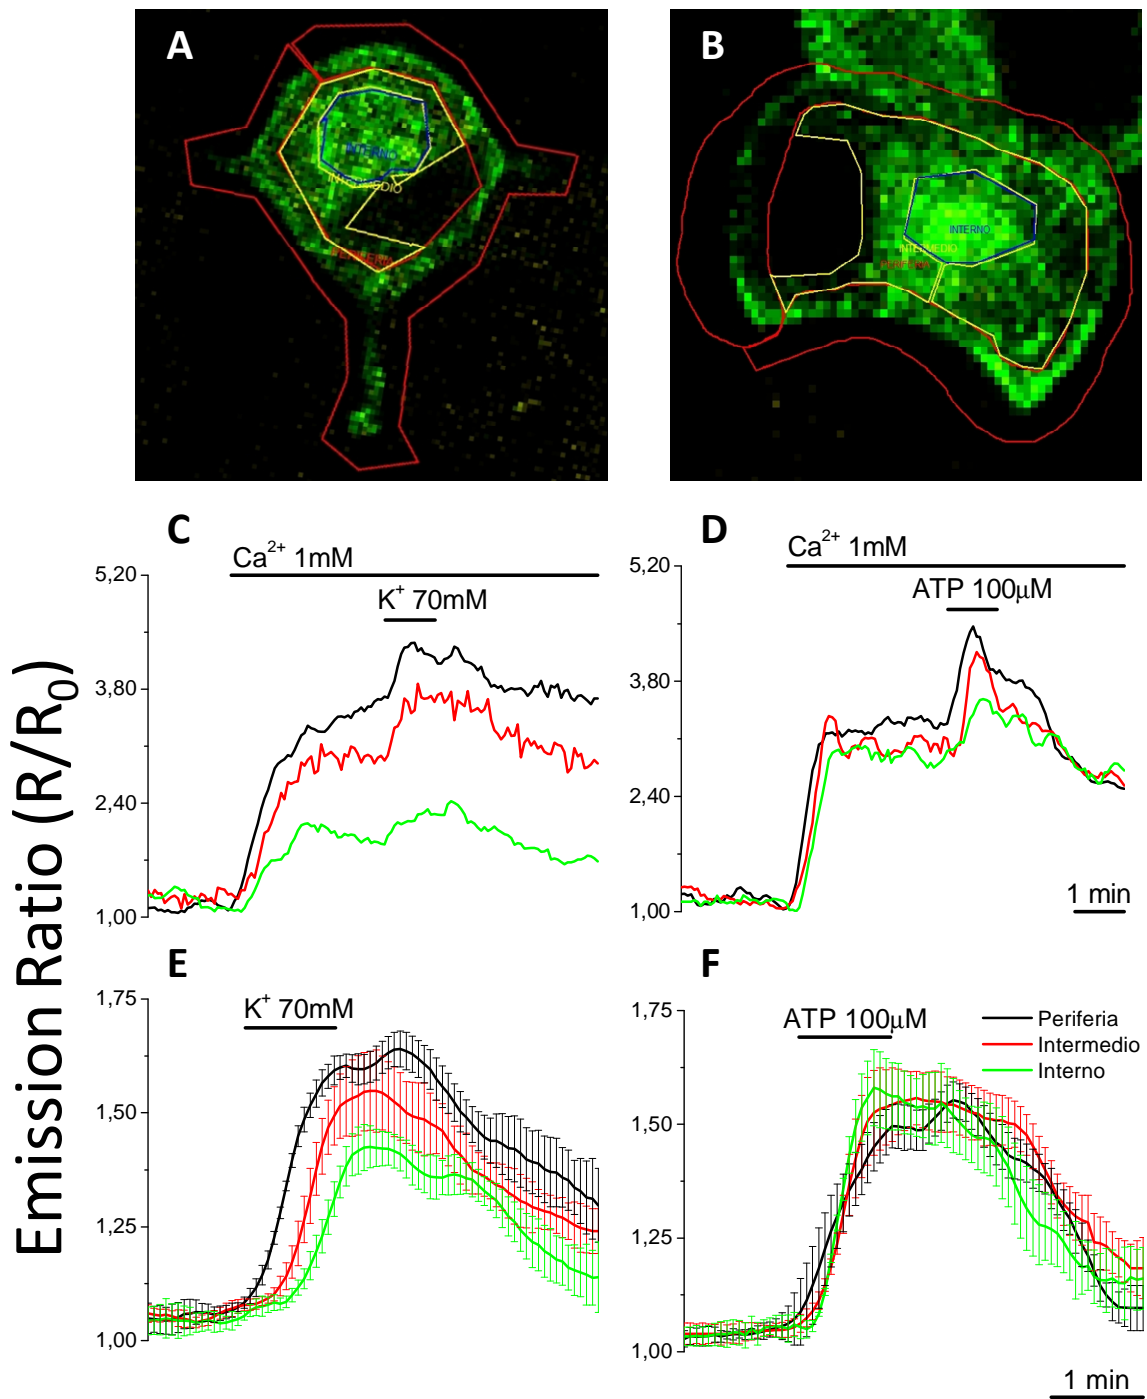 A
INTERNO
INTERMEDIO
PERIFERIA
B
INTERNO
INTERMEDIO
PERIFERIA
Emission Ratio (R/R₀)
C
Ca²⁺ 1mM
K⁺ 70mM
5,20
3,80
2,40
1,00
D
Ca²⁺ 1mM
ATP 100μM
5,20
3,80
2,40
1,00
1 min
E
K⁺ 70mM
1,75
1,50
1,25
1,00
F
ATP 100μM
1,75
1,50
1,25
1,00
Periferia
Intermedio
Interno
1 min